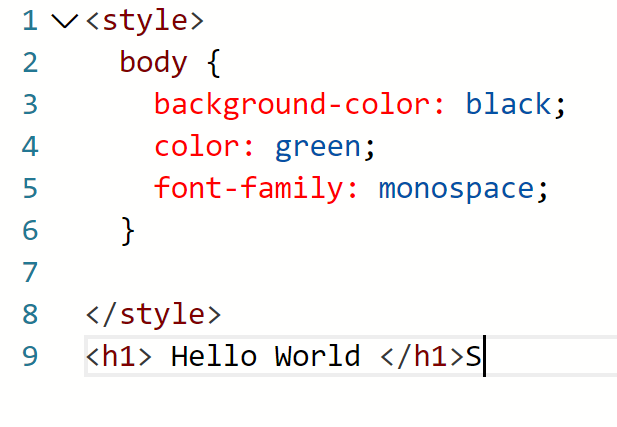 1 <style>
2 body {
3 background-color: black;
4 color: green;
5 font-family: monospace;
6 }
7
8 </style>
9 <h1> Hello World </h1>S